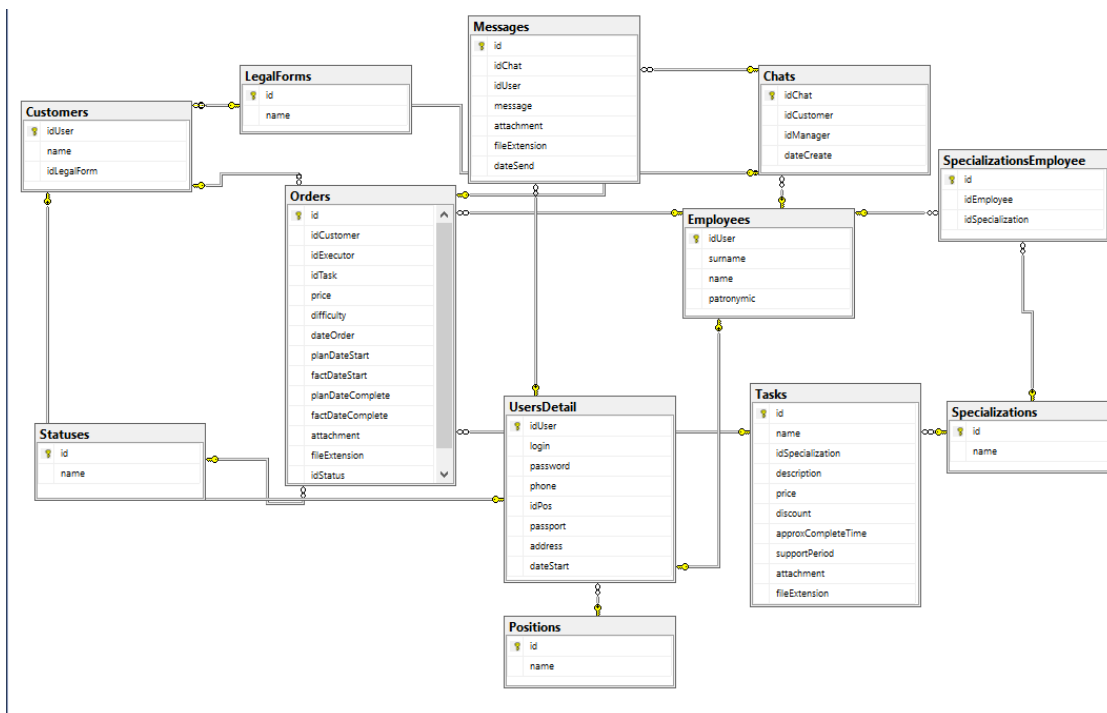 Messages
id
idChat
idUser
message
attachment
fileExtension
dateSend
LegalForms
id
name
Chats
idChat
idCustomer
idManager
dateCreate
Customers
idUser
name
idLegalForm
SpecializationsEmployee
id
idEmployee
idSpecialization
Orders
id
idCustomer
idExecutor
idTask
price
difficulty
dateOrder
planDateStart
factDateStart
planDateComplete
factDateComplete
attachment
fileExtension
idStatus
Employees
idUser
surname
name
patronymic
Tasks
id
name
idSpecialization
description
price
discount
approxCompleteTime
supportPeriod
attachment
fileExtension
UsersDetail
idUser
login
password
phone
idPos
passport
address
dateStart
Specializations
id
name
Statuses
id
name
Positions
id
name